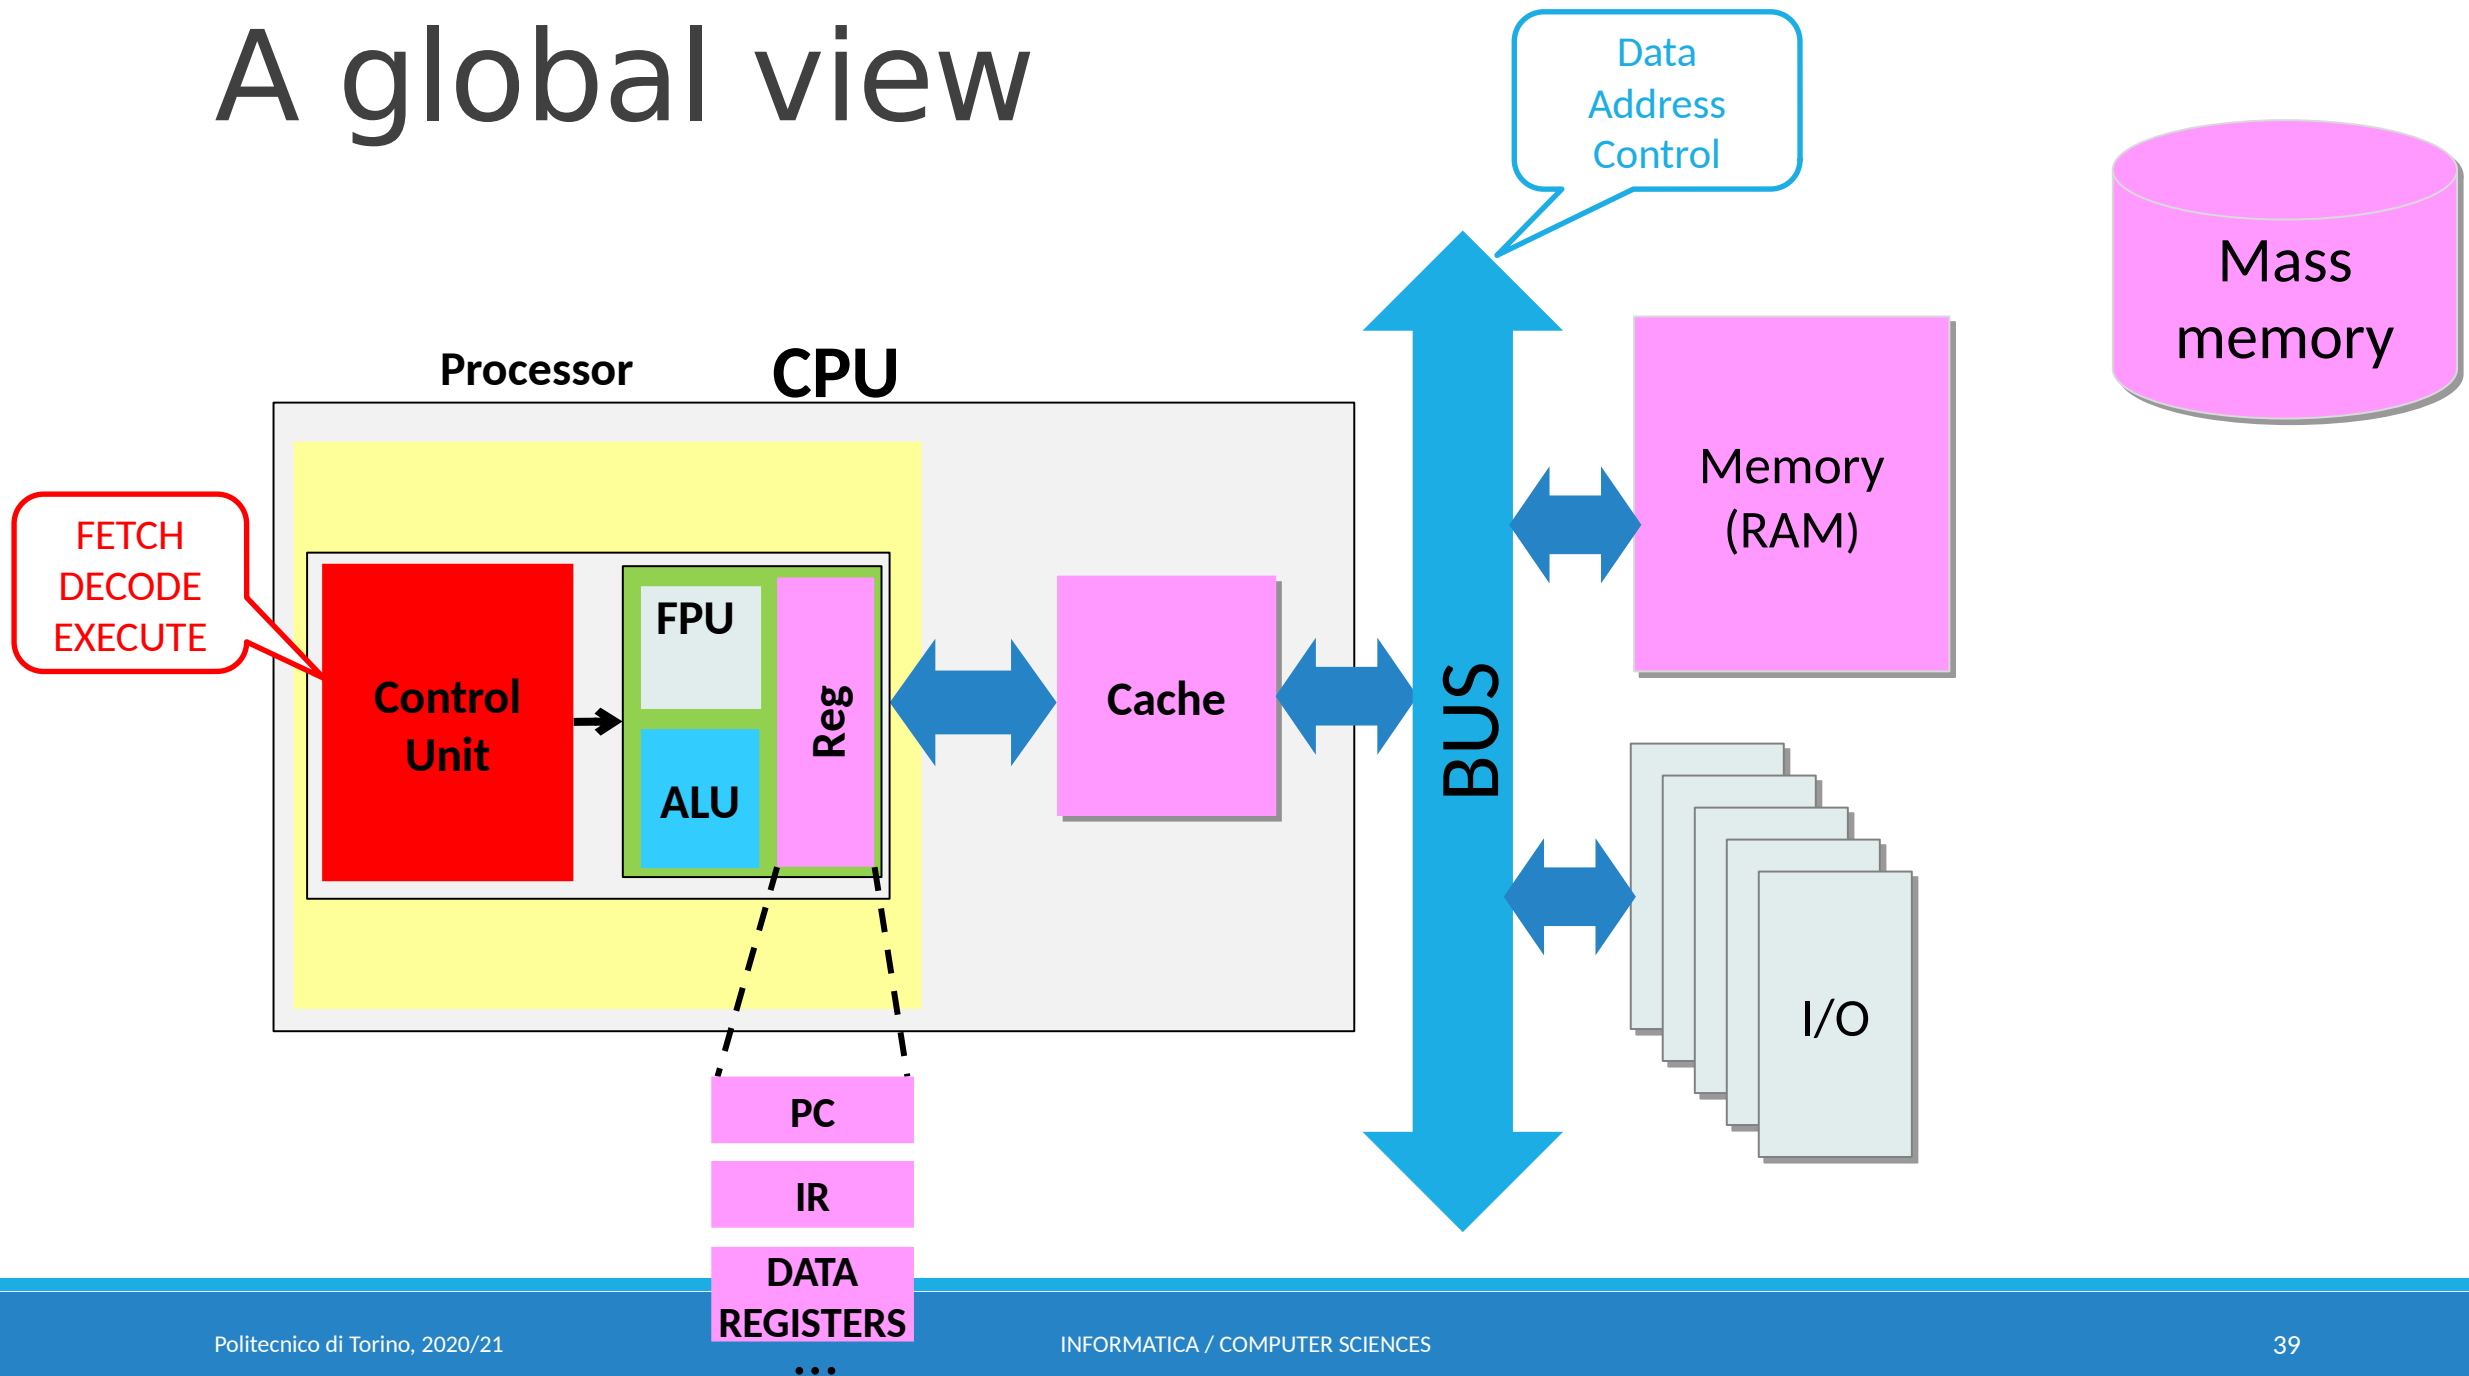 A global view
Data
Address
Control
Mass
memory
Processor
CPU
Memory
(RAM)
FETCH
DECODE
EXECUTE
Control
Unit
FPU
ALU
Reg
Cache
BUS
I/O
PC
IR
DATA
REGISTERS
...
Politecnico di Torino, 2020/21
INFORMATICA / COMPUTER SCIENCES
39